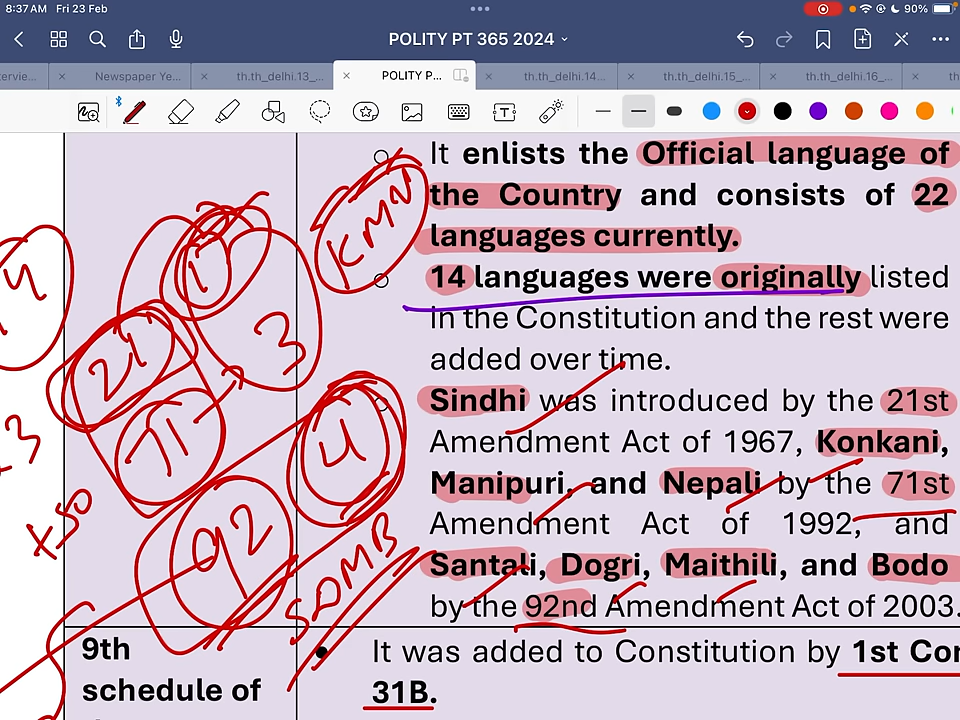 8:37AM Fri 23 Feb
90%
POLITY PT 365 2024
tervie...
Newspaper Ye...
th.th_delhi.13_...
POLITY P...
th.th_delhi.14...
th.th_delhi.15_...
th.th_delhi.16_...
th
It enlists the Official language of
the Country and consists of 22
languages currently.
14 languages were originally listed
in the Constitution and the rest were
added over time.
Sindhi was introduced by the 21st
Amendment Act of 1967, Konkani,
Manipuri, and Nepali by the 71st
Amendment Act of 1992, and
Santali, Dogri, Maithili, and Bodo
by the 92nd Amendment Act of 2003.
KMN
1
3
21
71
4
92
SDMB
9th
schedule of
It was added to Constitution by 1st Con
31B.